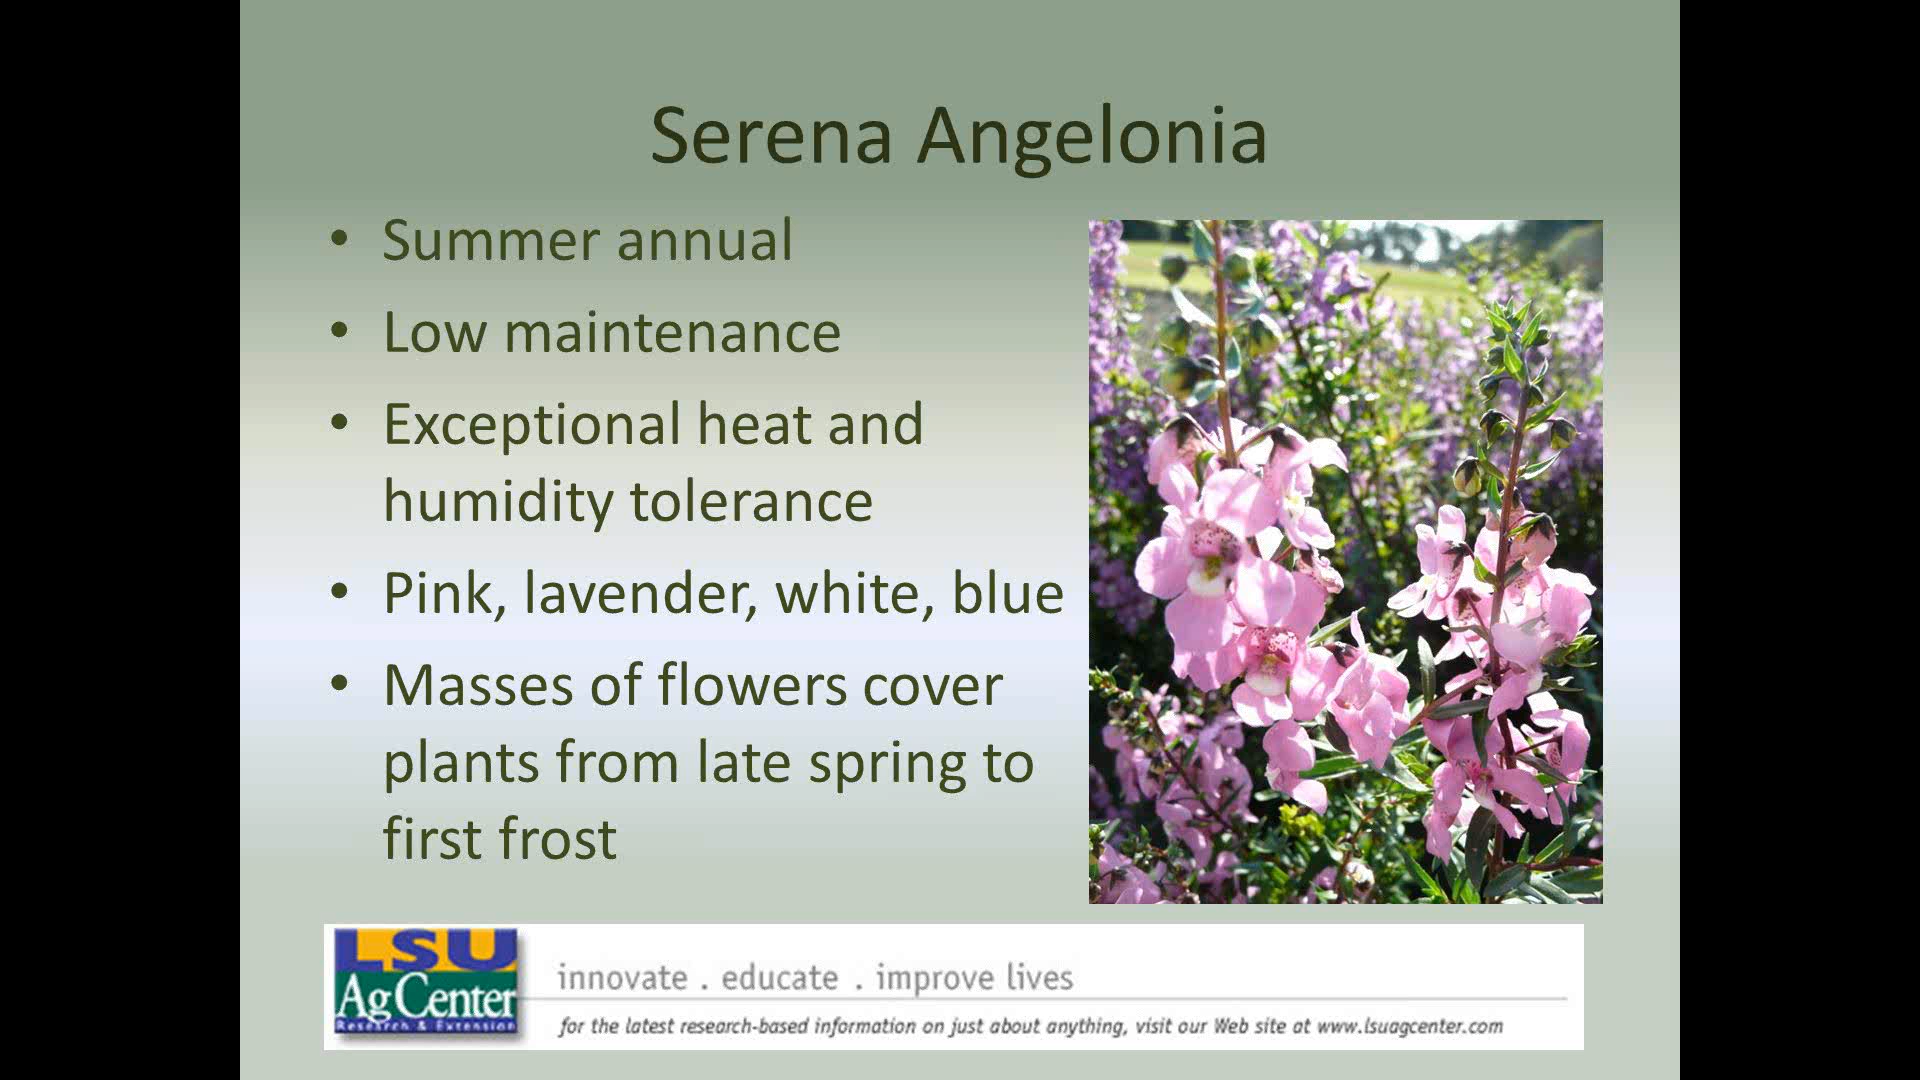 Serena Angelonia
• Summer annual
• Low maintenance
• Exceptional heat and
humidity tolerance
• Pink, lavender, white, blue
• Masses of flowers cover
plants from late spring to
first frost
LSU
AgCenter
Research & Extension
innovate . educate . improve lives
for the latest research-based information on just about anything, visit our Web site at www.lsuagcenter.com